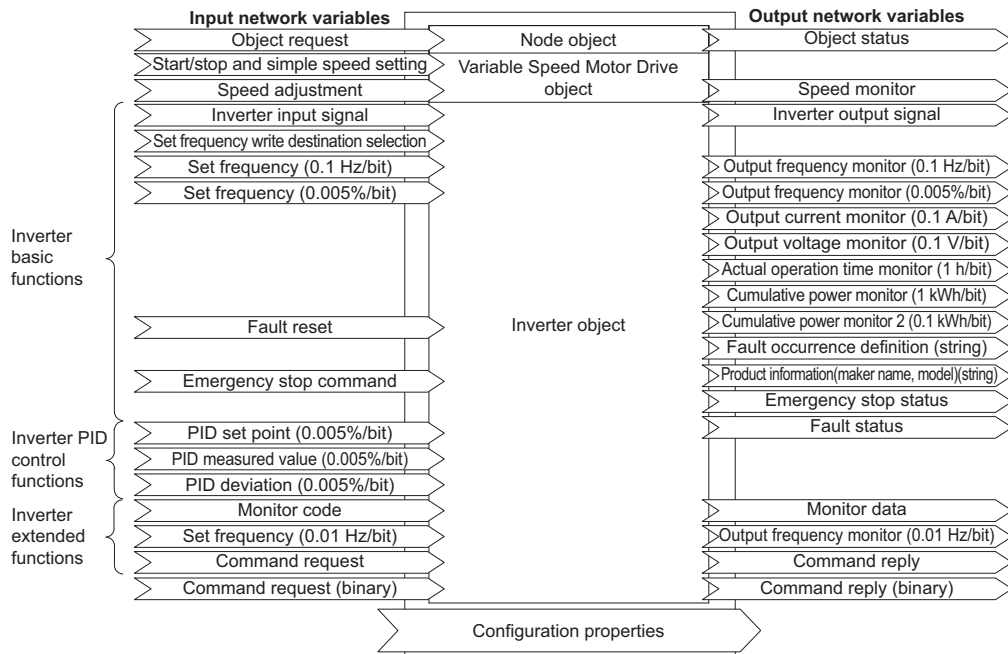 Input network variables
Output network variables
Object request
Node object
Object status
Start/stop and simple speed setting
Variable Speed Motor Drive
object
Speed adjustment
Speed monitor
Inverter input signal
Inverter output signal
Set frequency write destination selection
Set frequency (0.1 Hz/bit)
Output frequency monitor (0.1 Hz/bit)
Set frequency (0.005%/bit)
Output frequency monitor (0.005%/bit)
Output current monitor (0.1 A/bit)
Inverter
basic
functions
Output voltage monitor (0.1 V/bit)
Actual operation time monitor (1 h/bit)
Cumulative power monitor (1 kWh/bit)
Fault reset
Inverter object
Cumulative power monitor 2 (0.1 kWh/bit)
Fault occurrence definition (string)
Emergency stop command
Product information(maker name, model)(string)
Emergency stop status
Inverter PID
control
functions
PID set point (0.005%/bit)
Fault status
PID measured value (0.005%/bit)
PID deviation (0.005%/bit)
Inverter
extended
functions
Monitor code
Monitor data
Set frequency (0.01 Hz/bit)
Output frequency monitor (0.01 Hz/bit)
Command request
Command reply
Command request (binary)
Command reply (binary)
Configuration properties